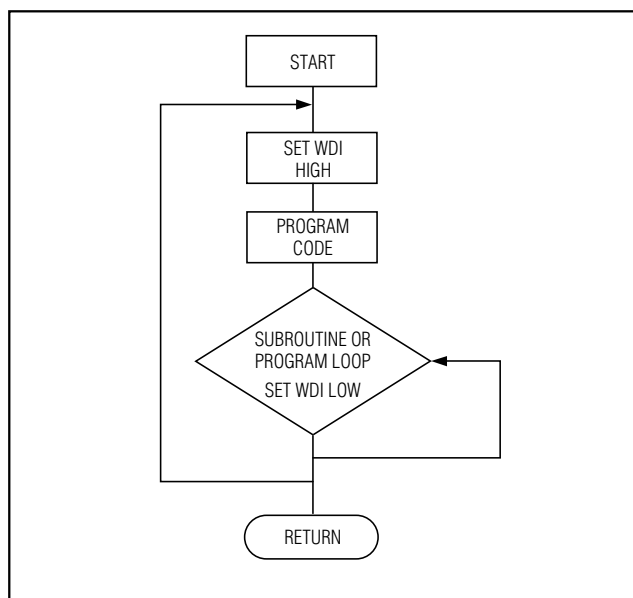 START
SET WDI
HIGH
PROGRAM
CODE
SUBROUTINE OR
PROGRAM LOOP
SET WDI LOW
RETURN